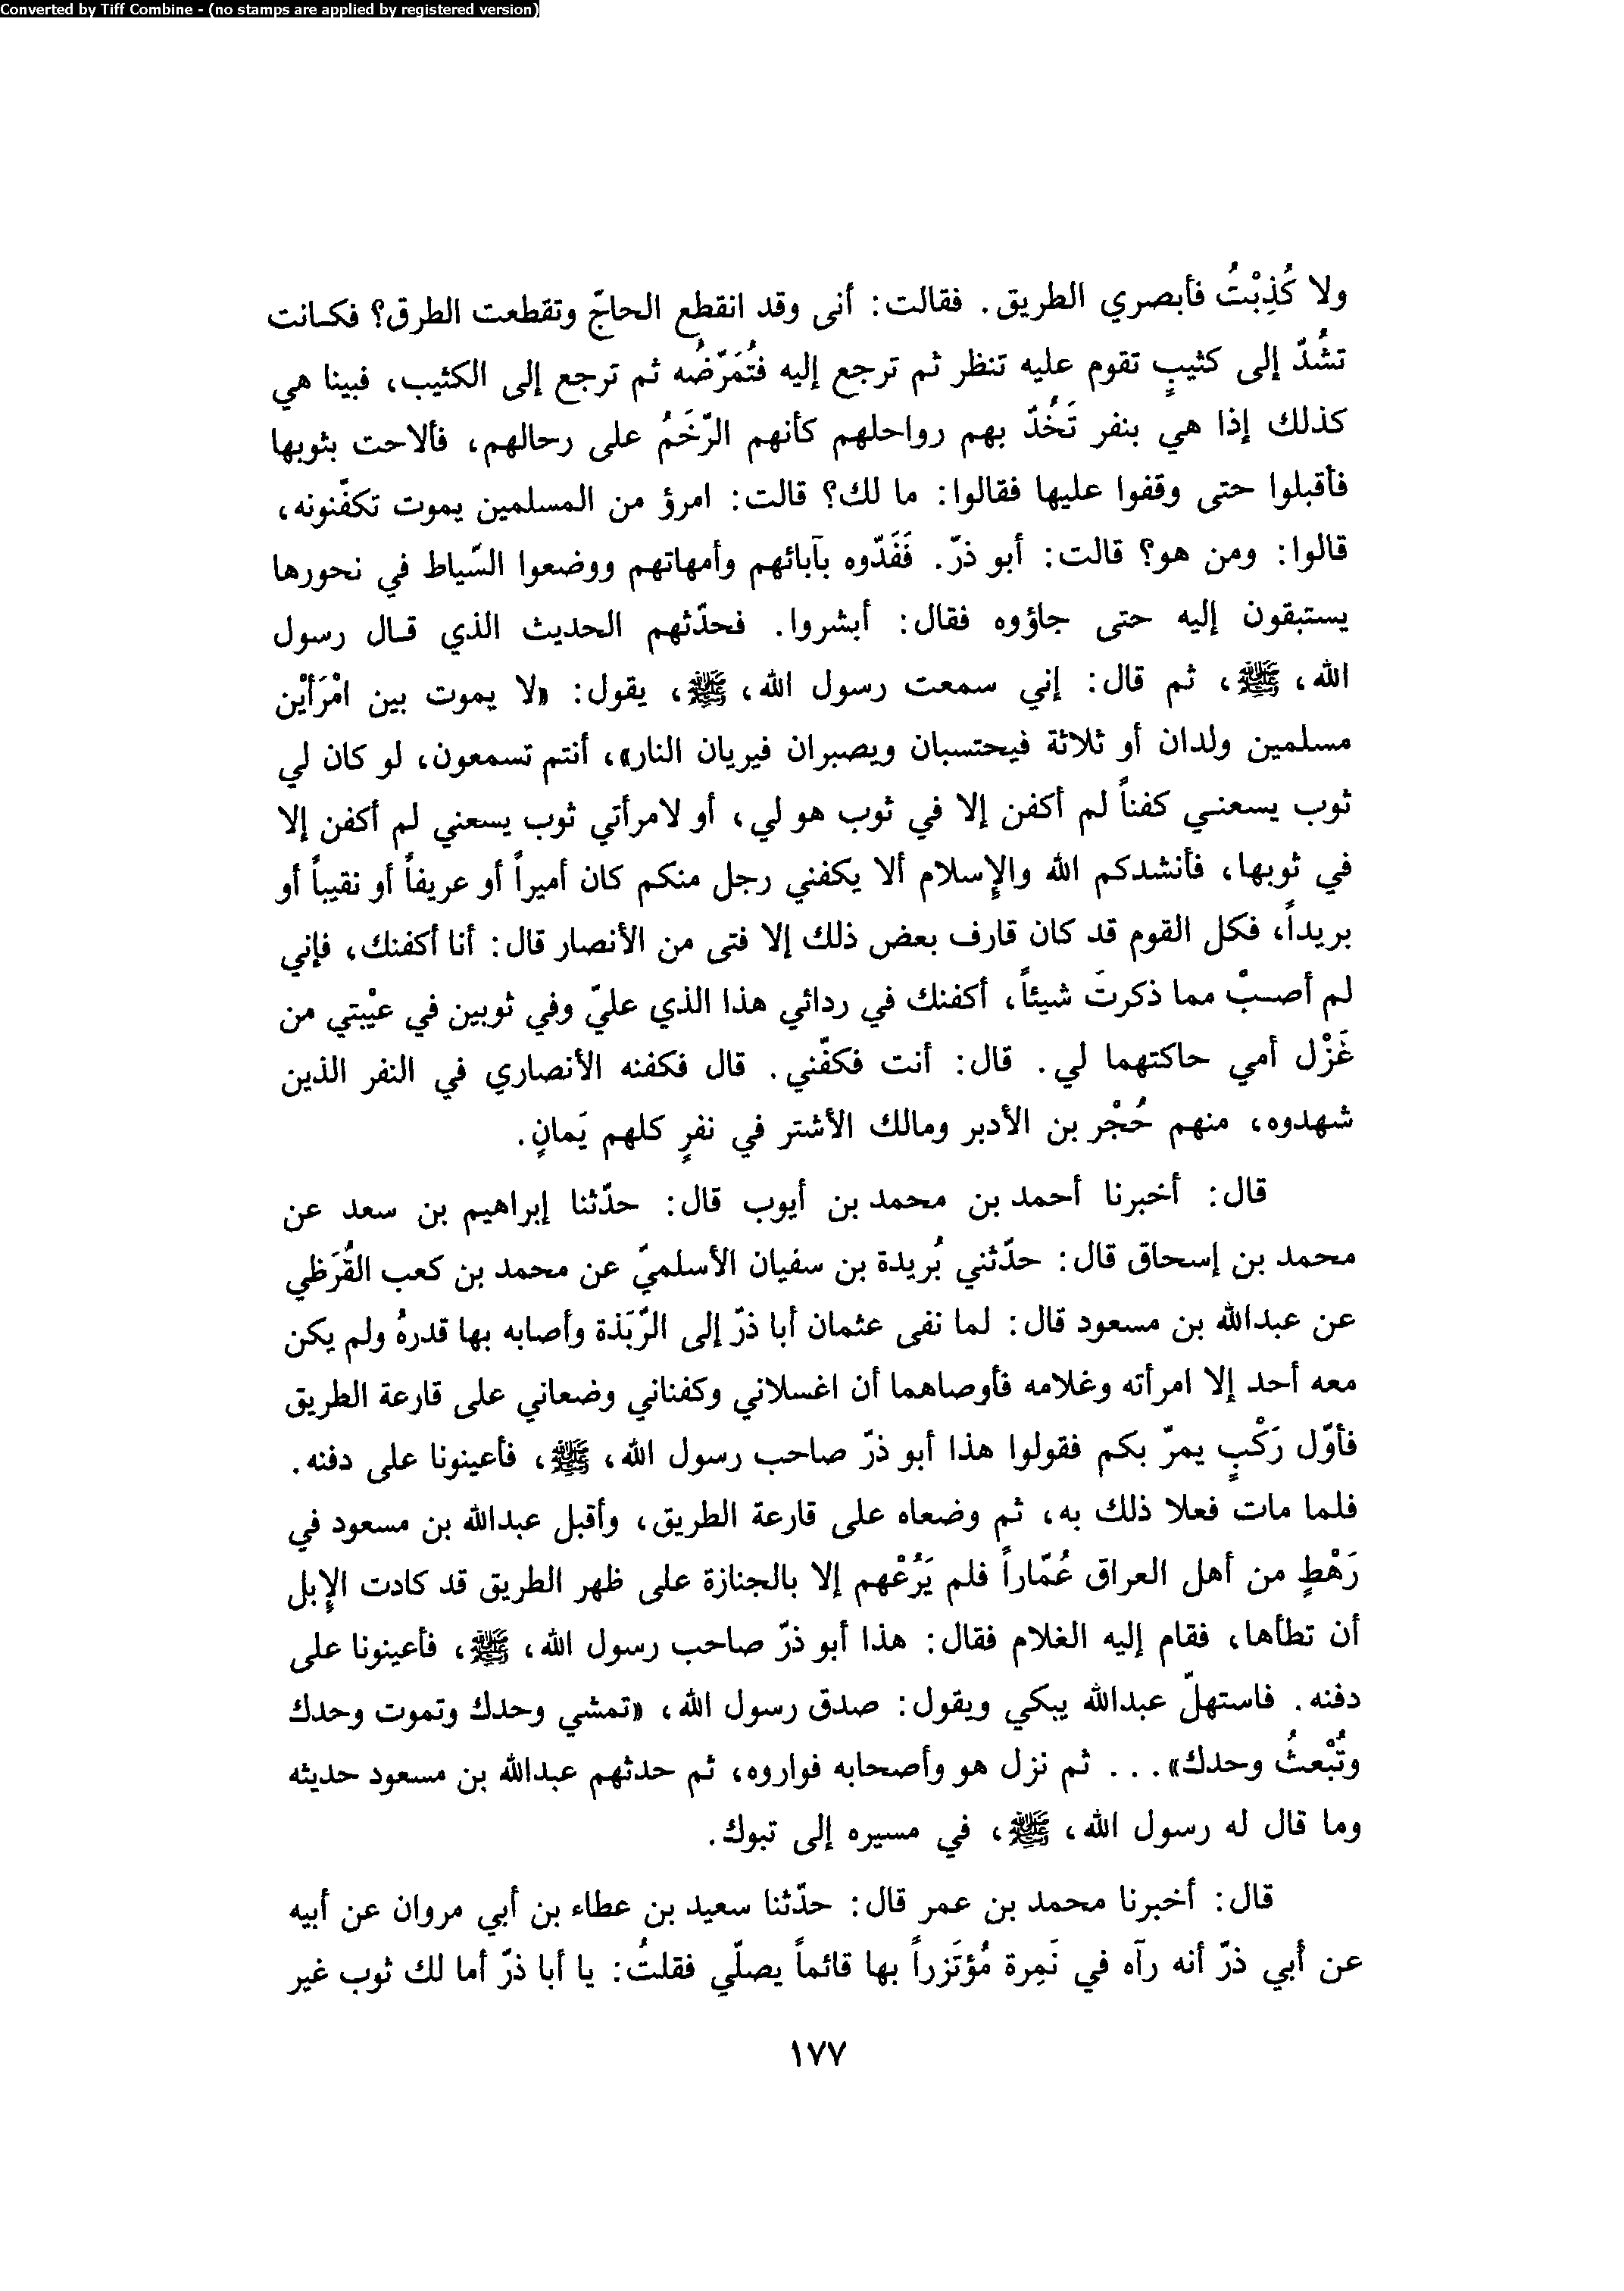 Converted by Tiff Combine - (no stamps are applied by registered version)
ولا كُذِبْتُ فأبصري الطريق. فقالت: أنى وقد انقطع الحاجّ وتقطعت الطرق؟ فكانت
تشُدّ إلى كثيبٍ تقوم عليه تنظر ثم ترجع إليه فتُمَرّضُه ثم ترجع إلى الكثيب، فبينا هي
كذلك إذا هي بنفر تَخُدّ بهم رواحلهم كأنهم الرّخَمُ على رحالهم، فألاحت بثوبها
فأقبلوا حتى وقفوا عليها فقالوا: ما لك؟ قالت: امرؤ من المسلمين يموت تكفّنونه،
قالوا: ومن هو؟ قالت: أبو ذرّ. فَفَدّوه بآبائهم وأمهاتهم ووضعوا السّياط في نحورها
يستبقون إليه حتى جاؤوه فقال: أبشروا. فحدّثهم الحديث الذي قال رسول
الله، ﷺ، ثم قال: إني سمعت رسول الله، ﷺ، يقول: «لا يموت بين امْرَأيْن
مسلمين ولدان أو ثلاثة فيحتسبان ويصبران فيريان النار»، أنتم تسمعون، لو كان لي
ثوب يسعني كفناً لم أكفن إلا في ثوب هو لي، أو لامرأتي ثوب يسعني لم أكفن إلا
في ثوبها، فأنشدكم الله والإسلام ألا يكفني رجل منكم كان أميراً أو عريفاً أو نقيباً أو
بريداً، فكل القوم قد كان قارف بعض ذلك إلا فتى من الأنصار قال: أنا أكفنك، فإني
لم أصبْ مما ذكرتَ شيئاً، أكفنك في ردائي هذا الذي عليّ وفي ثوبين في عيْبتي من
غَزْل أمي حاكتهما لي. قال: أنت فكفّني. قال فكفنه الأنصاري في النفر الذين
شهدوه، منهم حُجْر بن الأدبر ومالك الأشتر في نفرٍ كلهم يَمانٍ.
قال: أخبرنا أحمد بن محمد بن أيوب قال: حدّثنا إبراهيم بن سعد عن
محمد بن إسحاق قال: حدّثني بُريدة بن سفيان الأسلميّ عن محمد بن كعب القُرَظي
عن عبدالله بن مسعود قال: لما نفى عثمان أبا ذرّ إلى الرّبَذة وأصابه بها قدرهُ ولم يكن
معه أحد إلا امرأته وغلامه فأوصاهما أن اغسلاني وكفناني وضعاني على قارعة الطريق
فأوّل رَكْبٍ يمرّ بكم فقولوا هذا أبو ذرّ صاحب رسول الله، ﷺ، فأعينونا على دفنه.
فلما مات فعلا ذلك به، ثم وضعاه على قارعة الطريق، وأقبل عبدالله بن مسعود في
رَهْطٍ من أهل العراق عُمّاراً فلم يَرُعْهم إلا بالجنازة على ظهر الطريق قد كادت الإبل
أن تطأها، فقام إليه الغلام فقال: هذا أبو ذرّ صاحب رسول الله، ﷺ، فأعينونا على
دفنه. فاستهلّ عبدالله يبكي ويقول: صدق رسول الله، «تمشي وحدك وتموت وحدك
وتُبْعثُ وحدك»... ثم نزل هو وأصحابه فواروه، ثم حدثهم عبدالله بن مسعود حديثه
وما قال له رسول الله، ﷺ، في مسيره إلى تبوك.
قال: أخبرنا محمد بن عمر قال: حدّثنا سعيد بن عطاء بن أبي مروان عن أبيه
عن أبي ذرّ أنه رآه في نَمِرة مُؤتَزراً بها قائماً يصلّي فقلتُ: يا أبا ذرّ أما لك ثوب غير
١٧٧